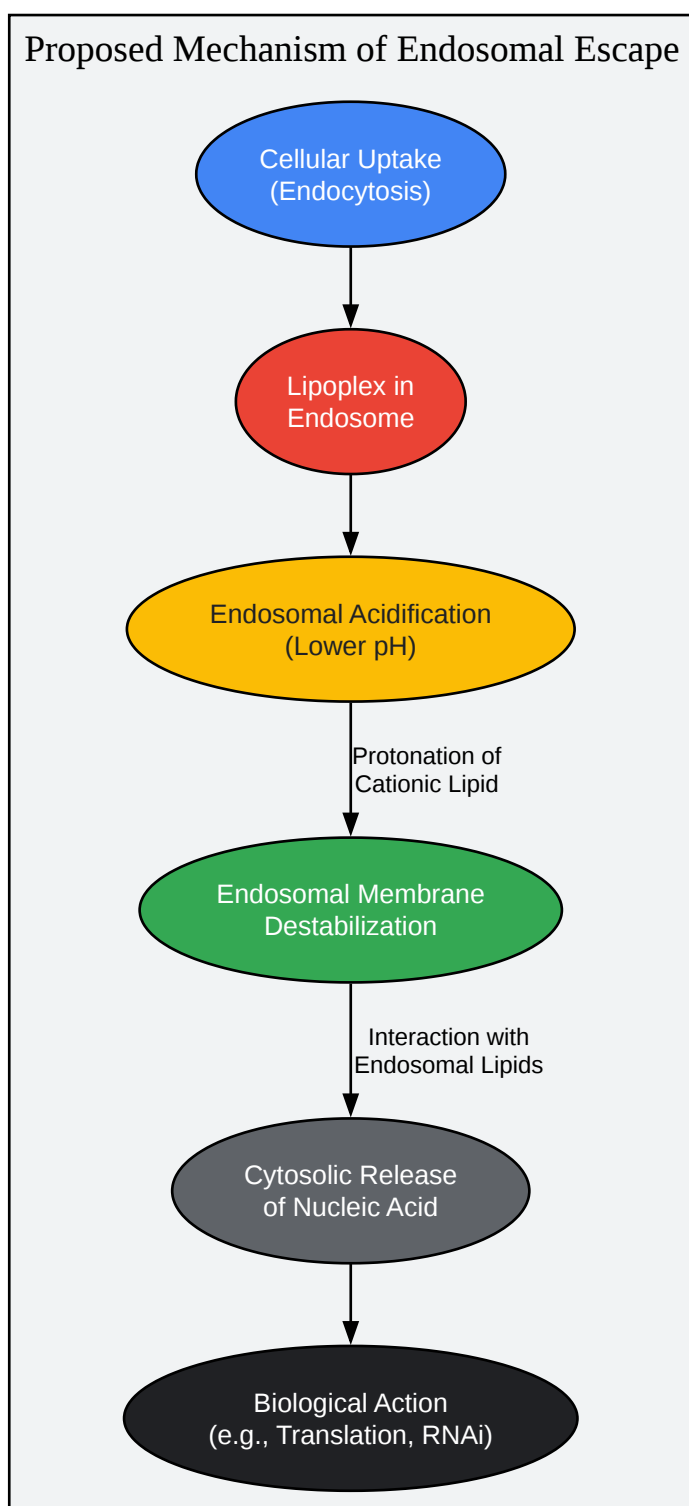 Proposed Mechanism of Endosomal Escape
Cellular Uptake
(Endocytosis)
Lipoplex in
Endosome
Endosomal Acidification
(Lower pH)
Protonation of
Cationic Lipid
Endosomal Membrane
Destabilization
Interaction with
Endosomal Lipids
Cytosolic Release
of Nucleic Acid
Biological Action
(e.g., Translation, RNAi)